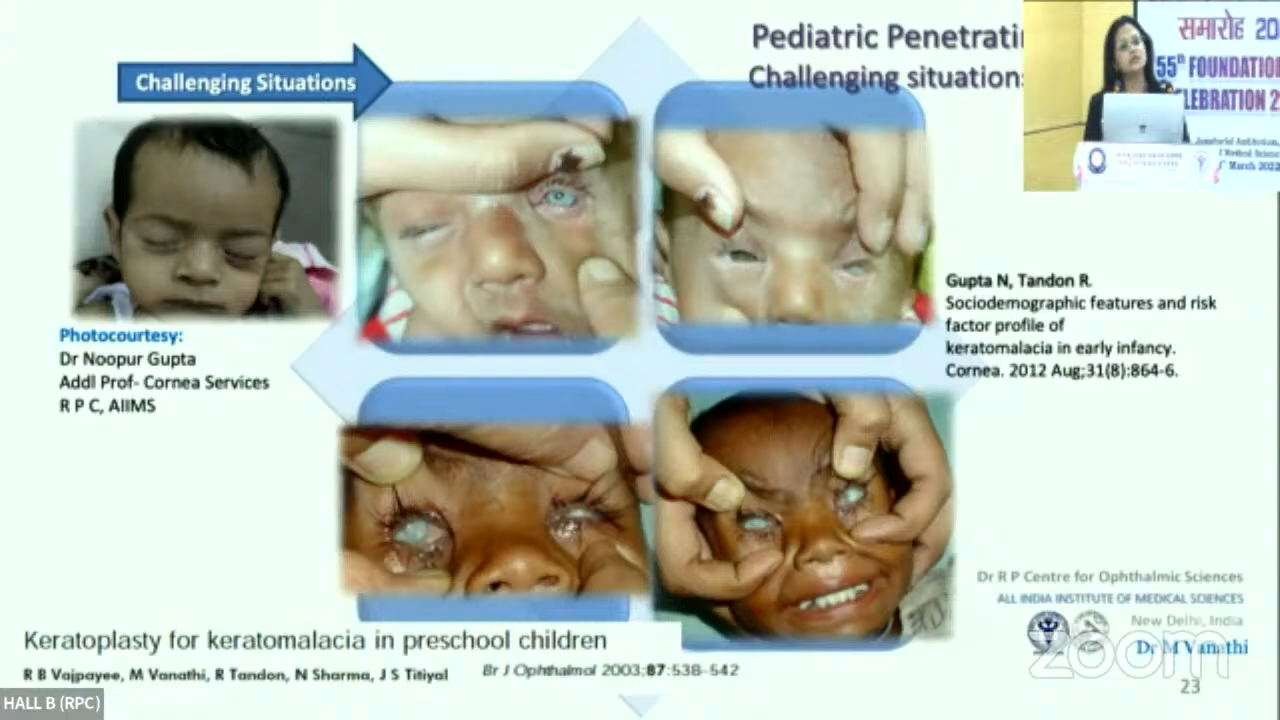 Pediatric Penetrati
Challenging situation
Challenging Situations
समारोह 20
55th FOUNDATION
LEBRATION 2
March 2022
Photocourtesy:
Dr Noopur Gupta
Addl Prof- Cornea Services
R P C, AIIMS
Gupta N, Tandon R.
Sociodemographic features and risk
factor profile of
keratomalacia in early infancy.
Cornea. 2012 Aug;31(8):864-6.
Keratoplasty for keratomalacia in preschool children
R B Vajpayee, M Vanathi, R Tandon, N Sharma, J S Titiyal
Br J Ophthalmol 2003;87:538-542
Dr R P Centre for Ophthalmic Sciences
ALL INDIA INSTITUTE OF MEDICAL SCIENCES
New Delhi, India
Dr M Vanathi
zoom
23
HALL B (RPC)